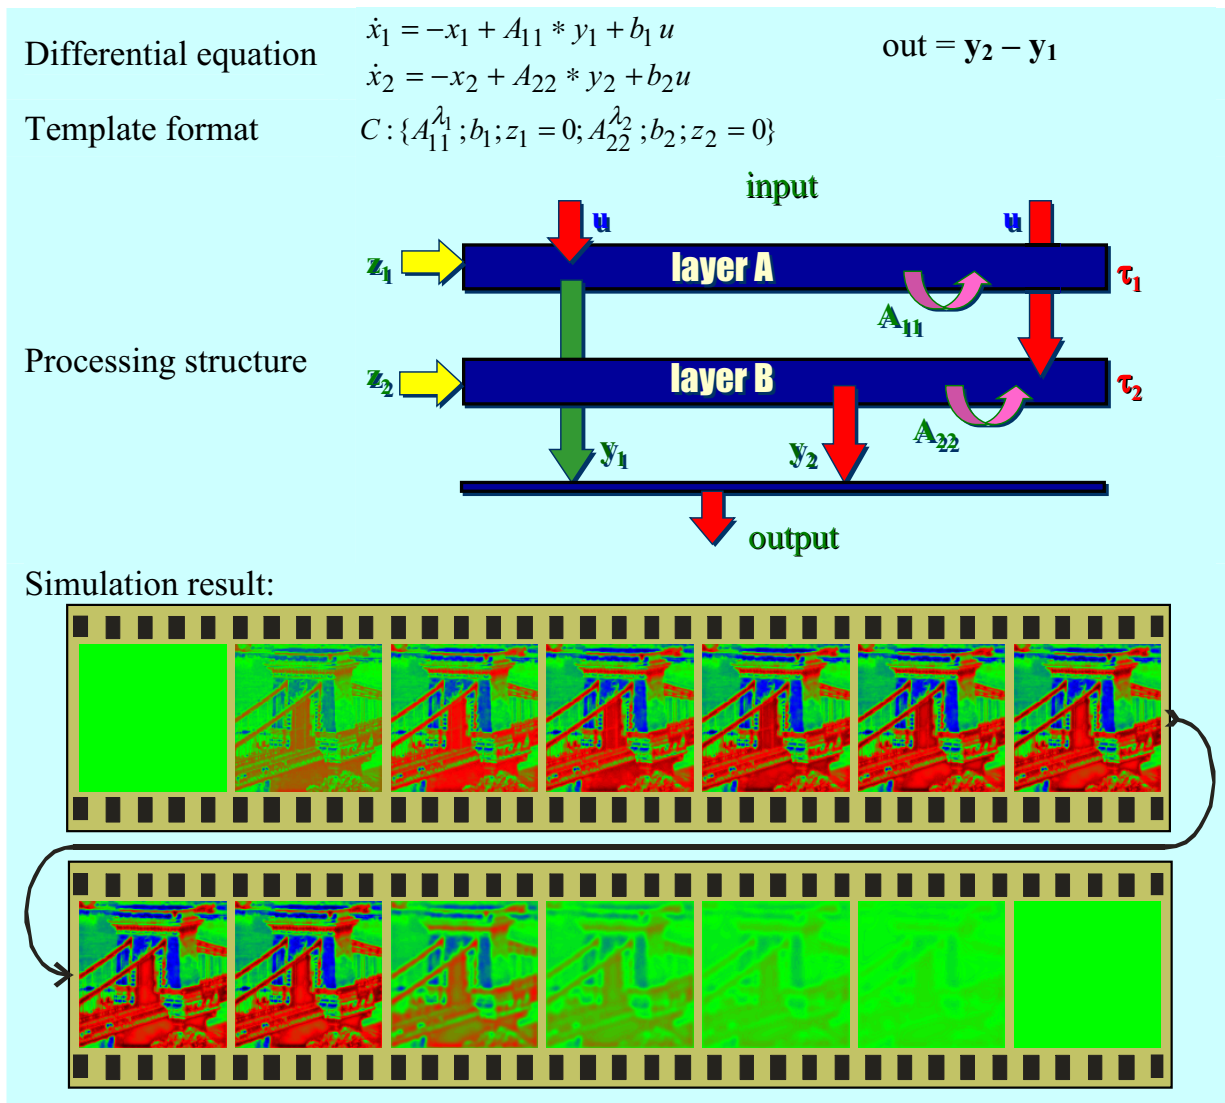 Differential equation
ẋ₁ = −x₁ + A₁₁ * y₁ + b₁ u
ẋ₂ = −x₂ + A₂₂ * y₂ + b₂u
out = y₂ – y₁
Template format
C : {A₁₁^λ₁ ; b₁; z₁ = 0; A₂₂^λ₂ ; b₂; z₂ = 0}
input
u
u
z₁
layer A
τ₁
A₁₁
Processing structure
z₂
layer B
τ₂
A₂₂
y₁
y₂
output
Simulation result: